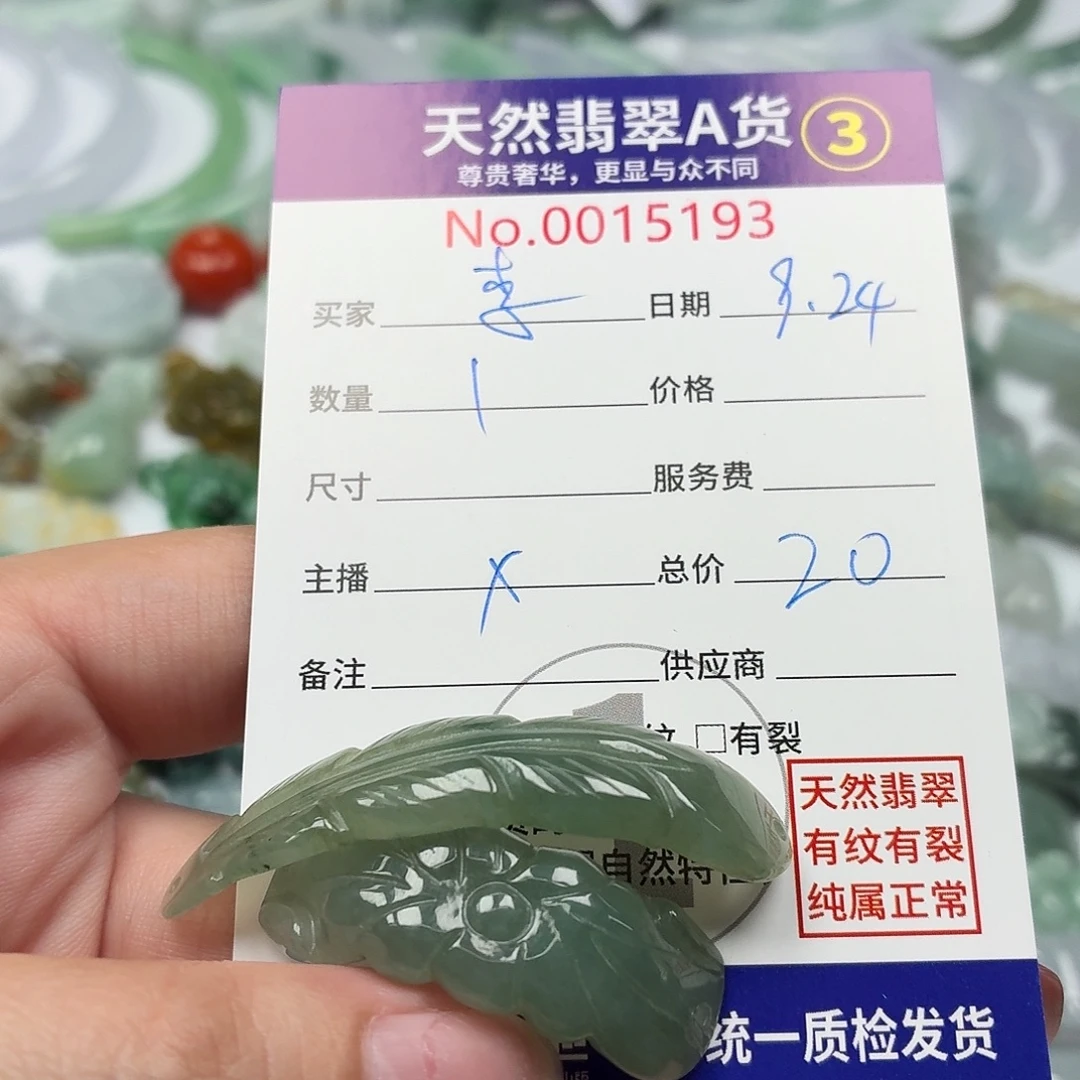 天然翡翠A货 3
尊贵奢华，更显与众不同
No.0015193
买家 李 日期 8.24
数量 1 价格
尺寸 服务费
主播 X 总价 20
备注 供应商
□有裂
自然特
天然翡翠
有纹有裂
纯属正常
统一质检发货